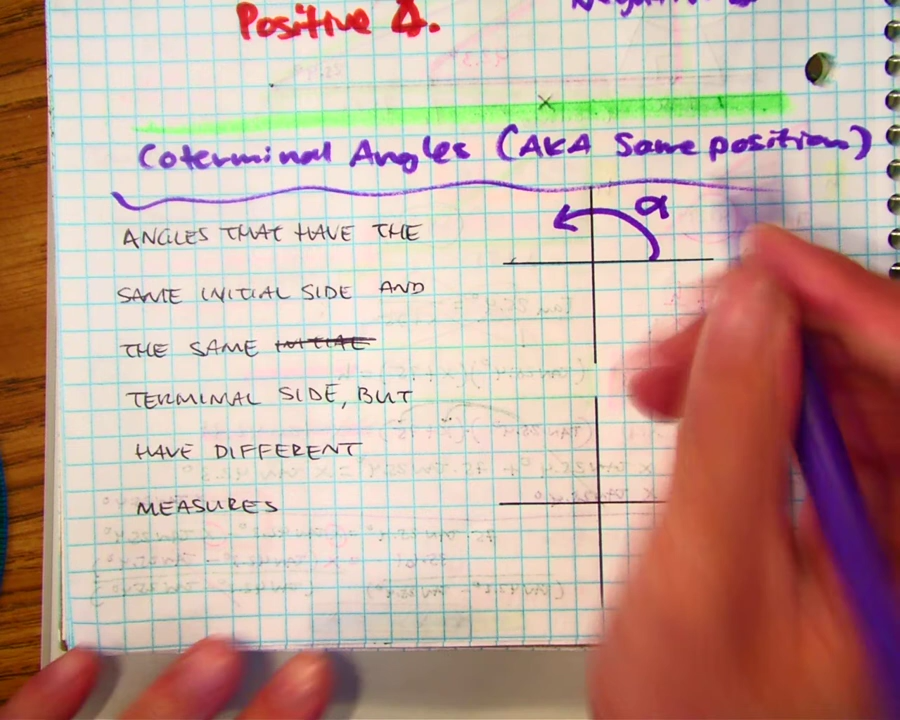 Positive ∆.
Coterminal Angles (AKA Same position)
α
ANGLES THAT HAVE THE
SAME INITIAL SIDE AND
THE SAME INITIAL
TERMINAL SIDE, BUT
HAVE DIFFERENT
MEASURES